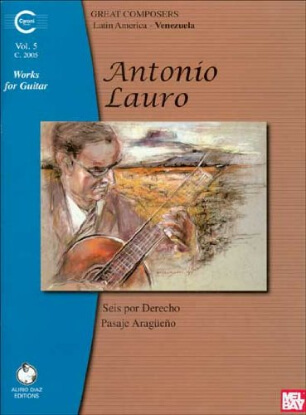 GREAT COMPOSERS
Latin America - Venezuela
Caroní
Vol. 5
C. 2005
Works
for Guitar
Antonio
Lauro
Seis por Derecho
Pasaje Aragüeño
ALIRIO DIAZ
EDITIONS
MEL
BAY